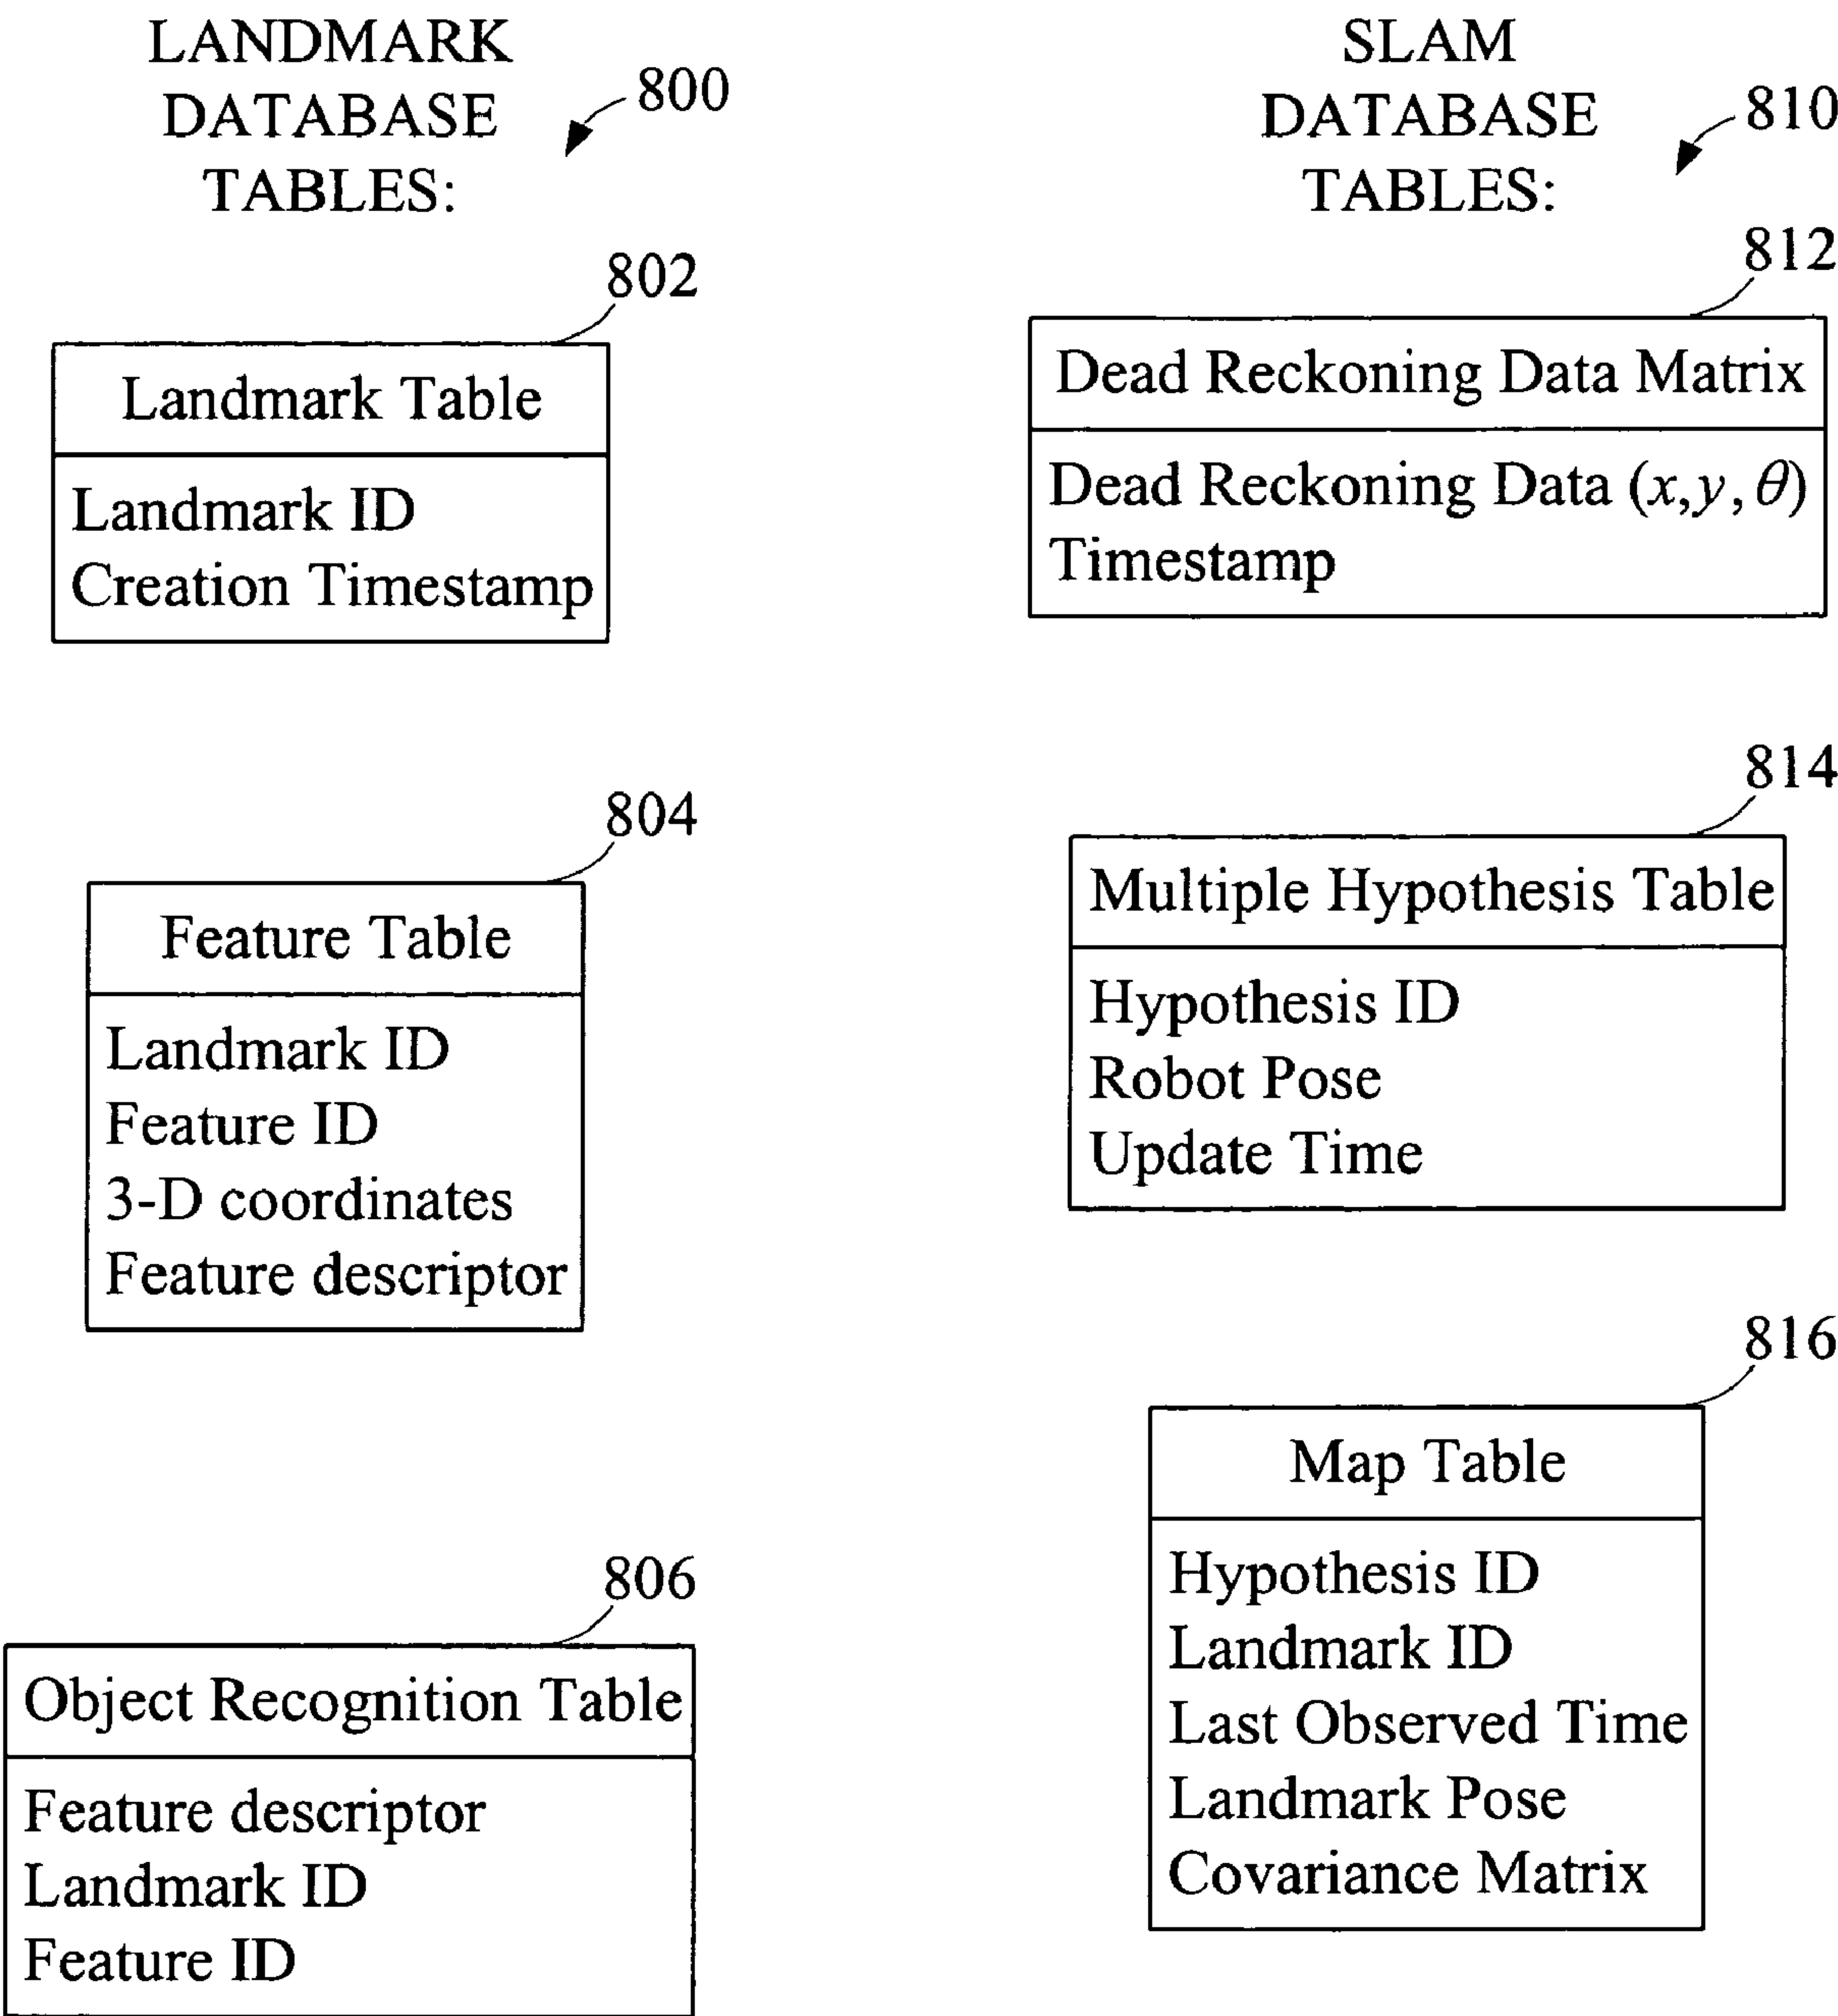 LANDMARK
DATABASE
TABLES:
800
802
Landmark Table
Landmark ID
Creation Timestamp
804
Feature Table
Landmark ID
Feature ID
3-D coordinates
Feature descriptor
806
Object Recognition Table
Feature descriptor
Landmark ID
Feature ID
SLAM
DATABASE
TABLES:
810
812
Dead Reckoning Data Matrix
Dead Reckoning Data (x,y, θ)
Timestamp
814
Multiple Hypothesis Table
Hypothesis ID
Robot Pose
Update Time
816
Map Table
Hypothesis ID
Landmark ID
Last Observed Time
Landmark Pose
Covariance Matrix